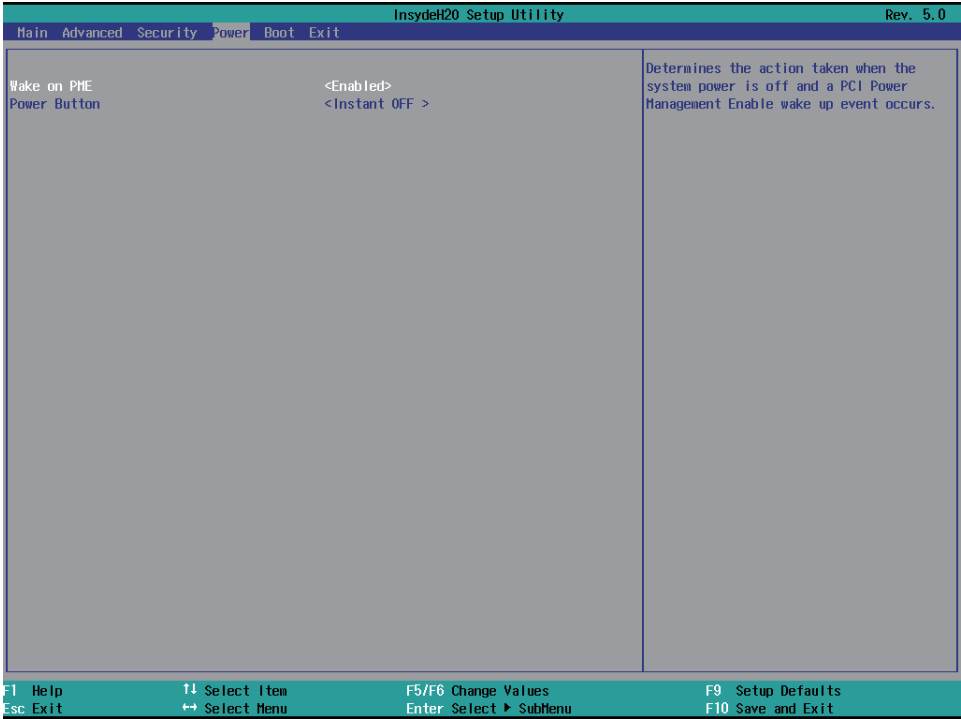 InsydeH20 Setup Utility Rev. 5.0
Main Advanced Security Power Boot Exit
Wake on PME <Enabled>
Power Button <Instant OFF >
Determines the action taken when the
system power is off and a PCI Power
Management Enable wake up event occurs.
F1 Help ↑↓ Select Item F5/F6 Change Values F9 Setup Defaults
Esc Exit ↔ Select Menu Enter Select ▶ SubMenu F10 Save and Exit